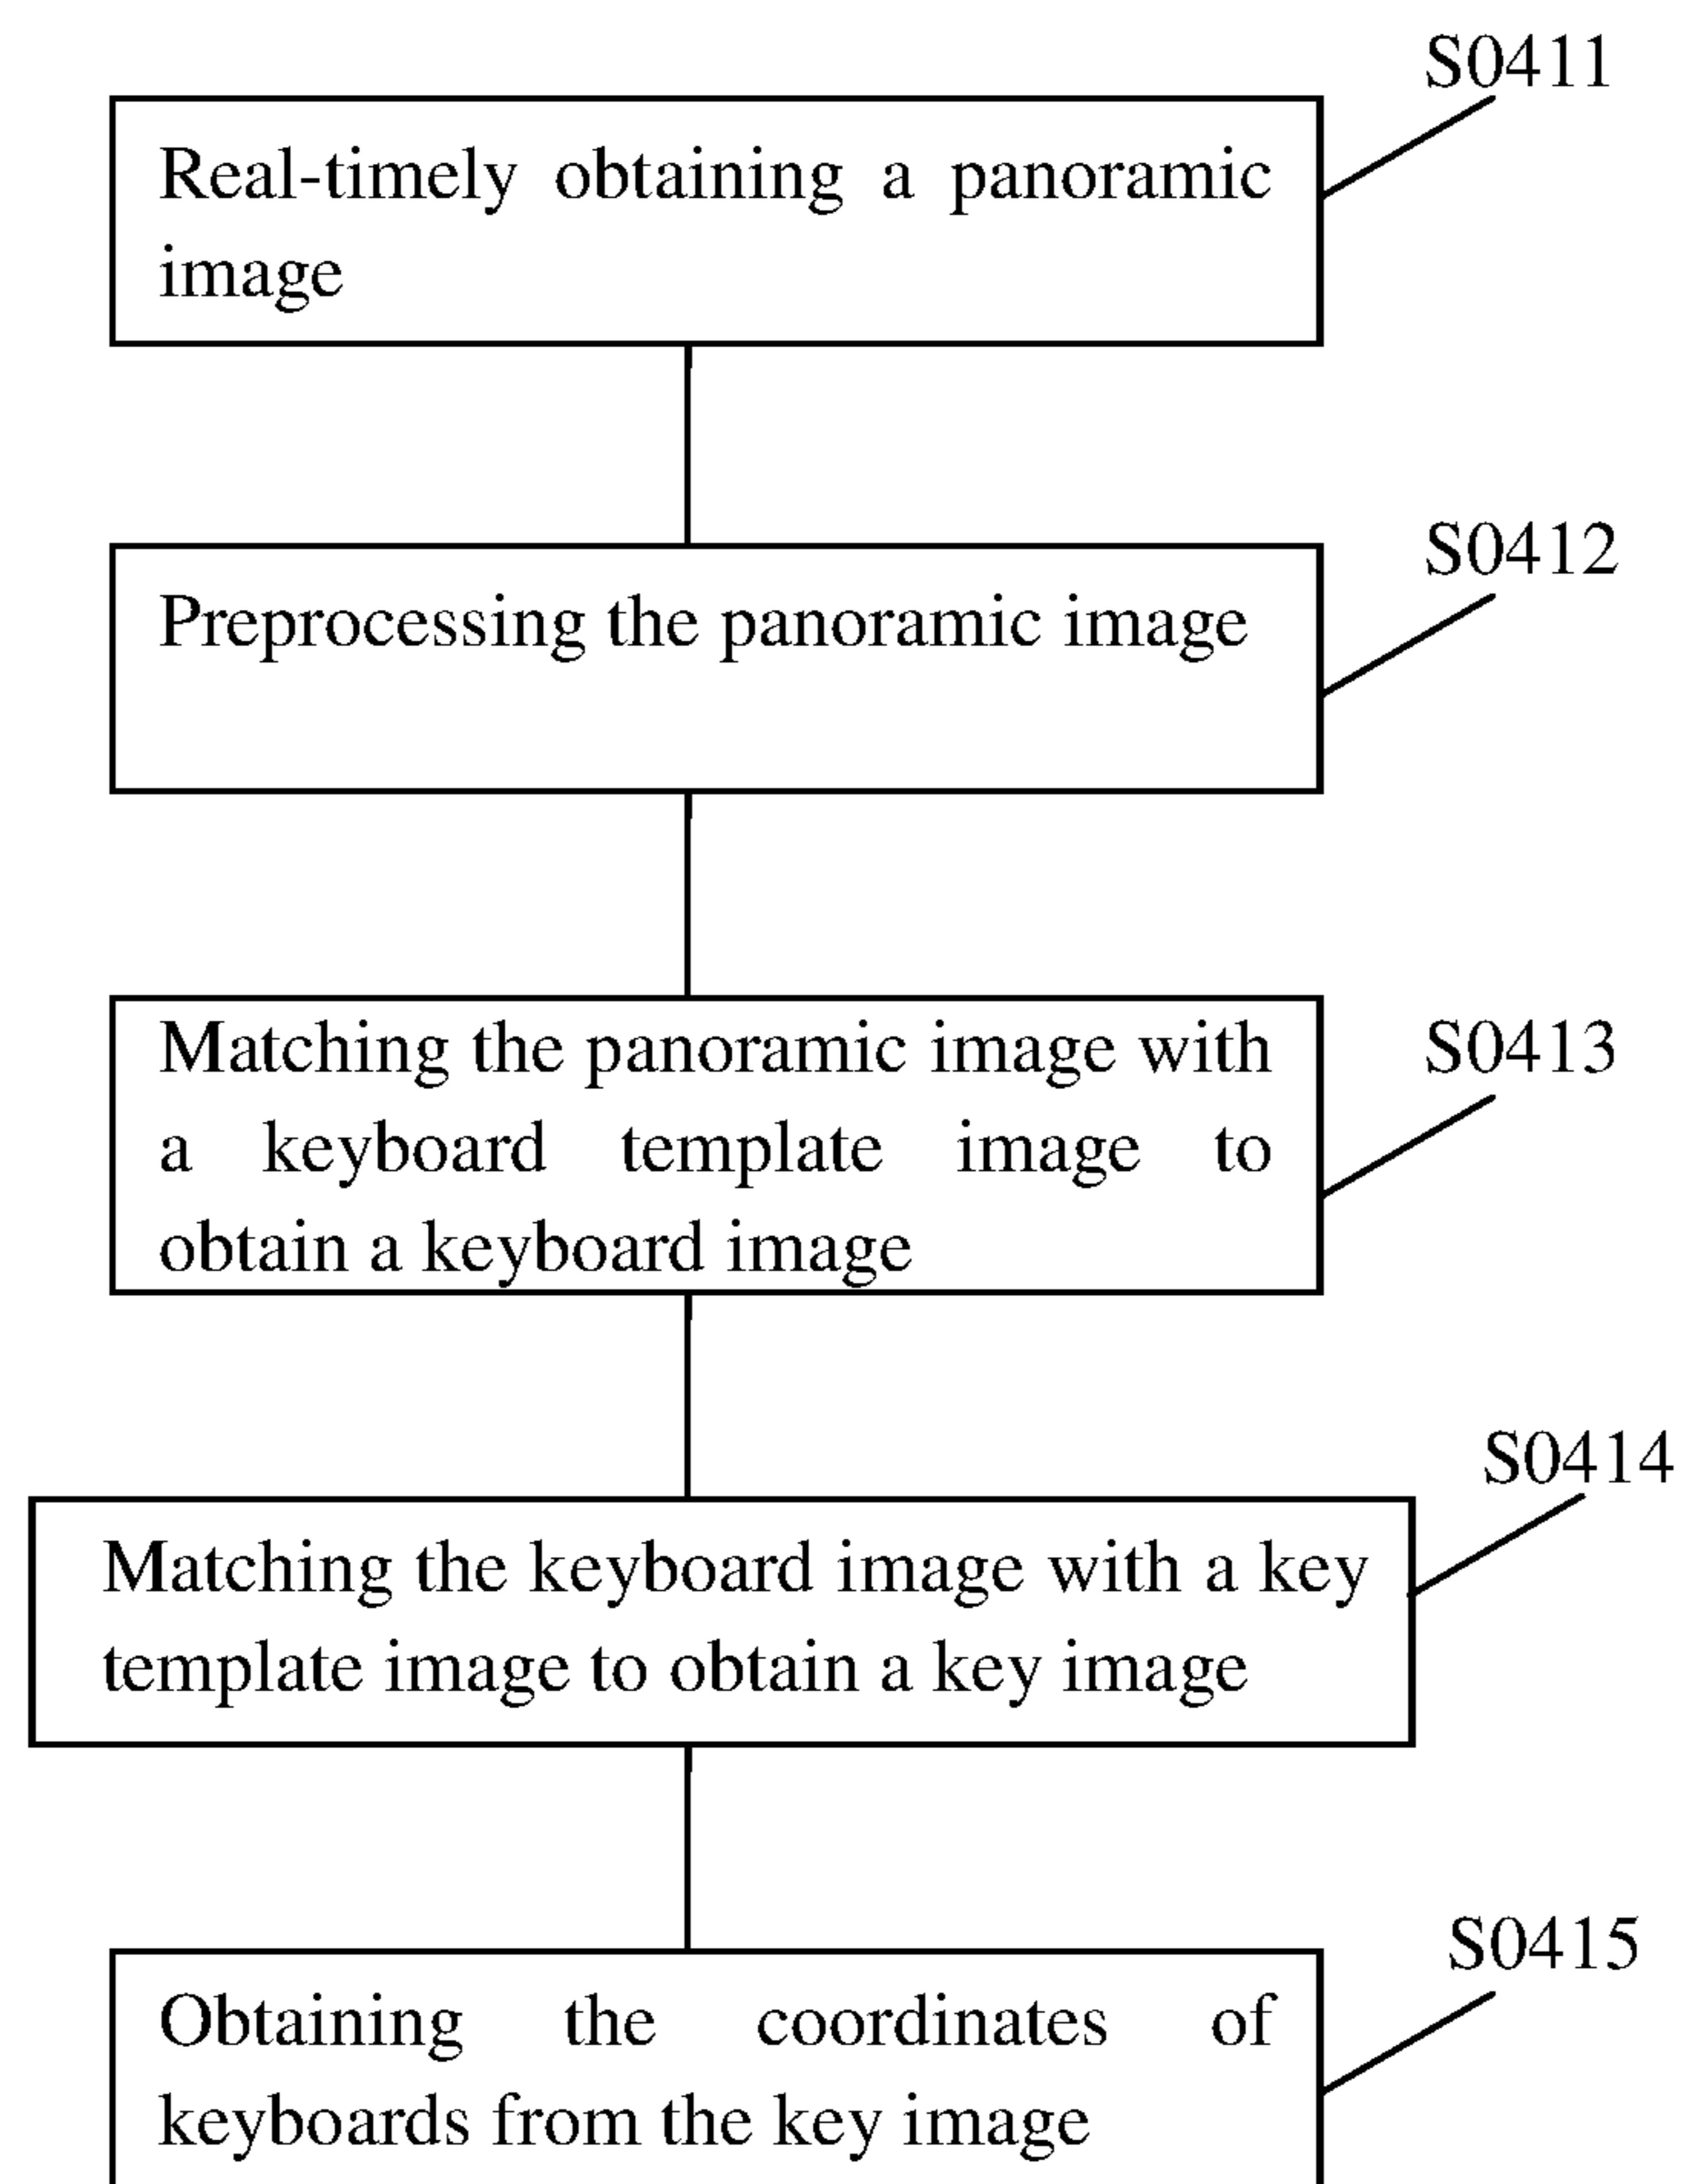 S0411
Real-timely obtaining a panoramic
image
S0412
Preprocessing the panoramic image
S0413
Matching the panoramic image with
a keyboard template image to
obtain a keyboard image
S0414
Matching the keyboard image with a key
template image to obtain a key image
S0415
Obtaining the coordinates of
keyboards from the key image